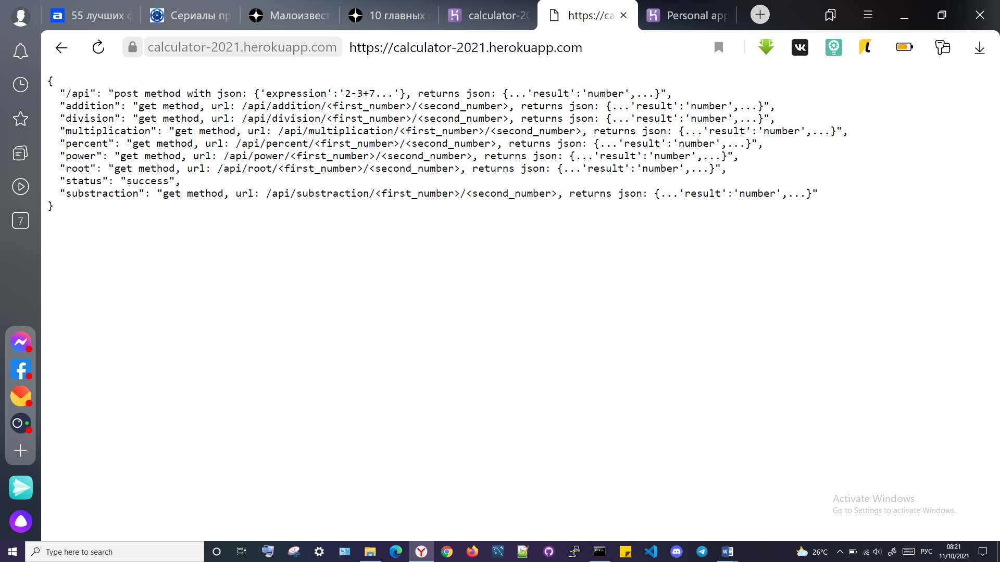 55 лучших ф
Сериалы пр
Малоизвест
10 главных с
calculator-20
https://ca
Personal app
calculator-2021.herokuapp.com https://calculator-2021.herokuapp.com
{
"/api": "post method with json: {'expression':'2-3+7...'}, returns json: {...'result':'number',...}",
"addition": "get method, url: /api/addition/<first_number>/<second_number>, returns json: {...'result':'number',...}",
"division": "get method, url: /api/division/<first_number>/<second_number>, returns json: {...'result':'number',...}",
"multiplication": "get method, url: /api/multiplication/<first_number>/<second_number>, returns json: {...'result':'number',...}",
"percent": "get method, url: /api/percent/<first_number>/<second_number>, returns json: {...'result':'number',...}",
"power": "get method, url: /api/power/<first_number>/<second_number>, returns json: {...'result':'number',...}",
"root": "get method, url: /api/root/<first_number>/<second_number>, returns json: {...'result':'number',...}",
"status": "success",
"substraction": "get method, url: /api/substraction/<first_number>/<second_number>, returns json: {...'result':'number',...}"
}
7
Activate Windows
Go to Settings to activate Windows.
Type here to search
26°C
РУС
08:21
11/10/2021